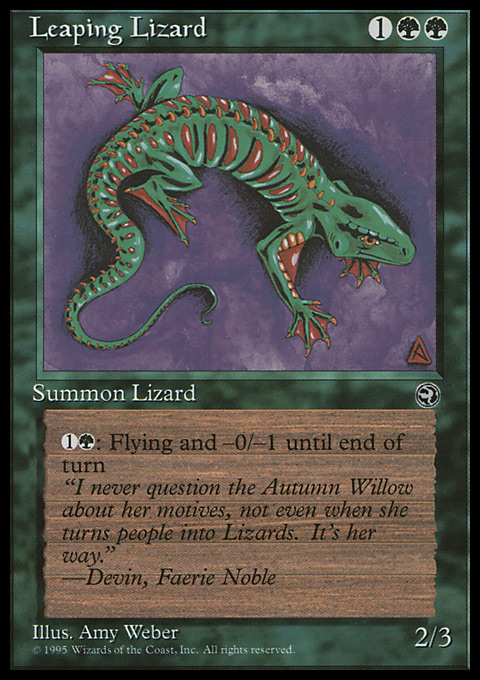 Leaping Lizard 1
Summon Lizard
1: Flying and –0/–1 until end of
turn
“I never question the Autumn Willow
about her motives, not even when she
turns people into Lizards. It's her
way.”
—Devin, Faerie Noble
Illus. Amy Weber
2/3
© 1995 Wizards of the Coast, Inc. All rights reserved.